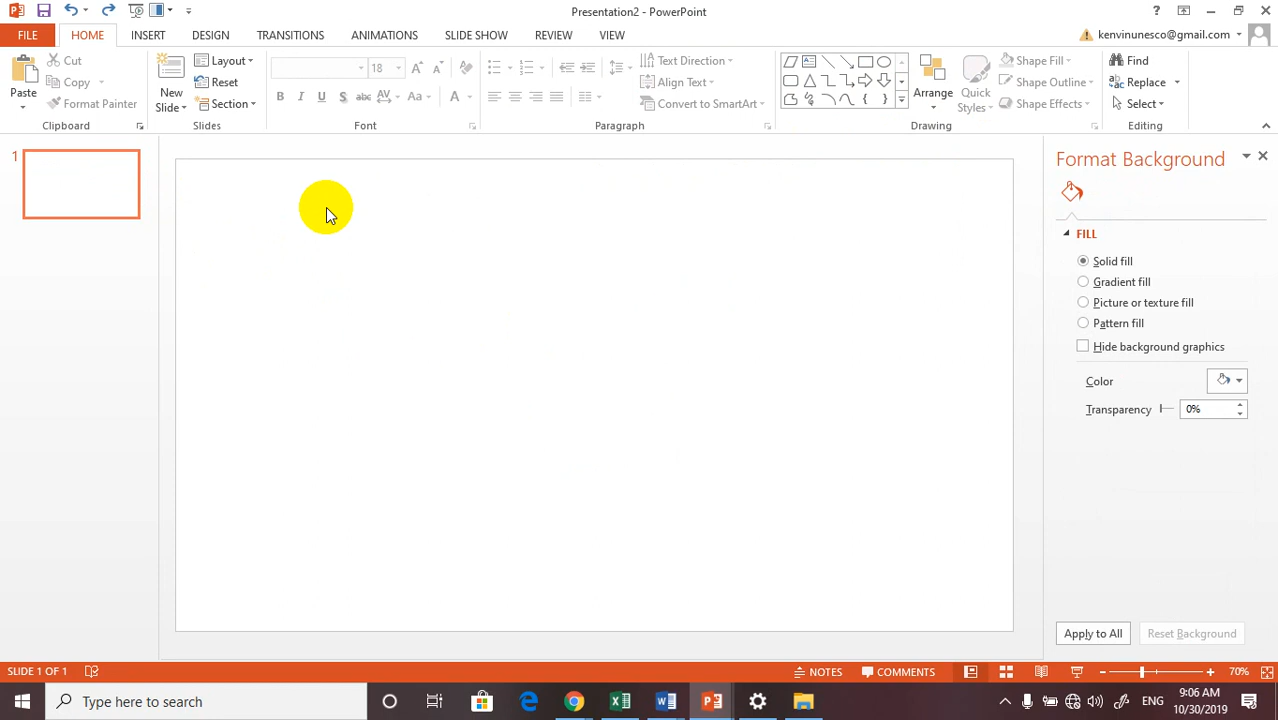 Presentation2 - PowerPoint
?
FILE HOME INSERT DESIGN TRANSITIONS ANIMATIONS SLIDE SHOW REVIEW VIEW kenvinunesco@gmail.com
Paste
Cut
Copy
Format Painter
Clipboard
New Slide
Layout
Reset
Section
Slides
18
B I U S abc AV Aa A
Font
Text Direction
Align Text
Convert to SmartArt
Paragraph
Arrange
Quick Styles
Shape Fill
Shape Outline
Shape Effects
Drawing
Find
Replace
Select
Editing
1
Format Background
FILL
Solid fill
Gradient fill
Picture or texture fill
Pattern fill
Hide background graphics
Color
Transparency 0%
Apply to All Reset Background
SLIDE 1 OF 1 NOTES COMMENTS 70%
Type here to search
ENG
9:06 AM
10/30/2019